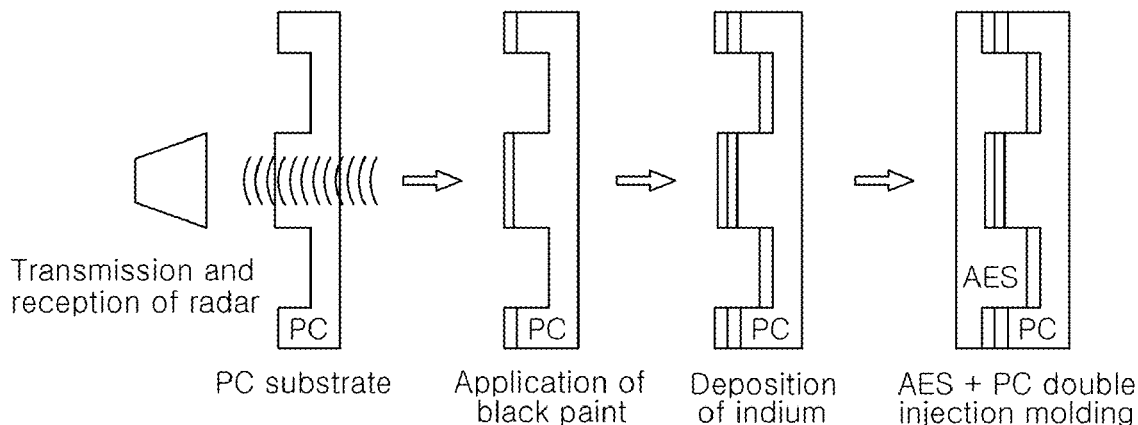 Transmission and
reception of radar
PC
PC substrate
PC
Application of
black paint
PC
Deposition
of indium
AES
PC
AES + PC double
injection molding